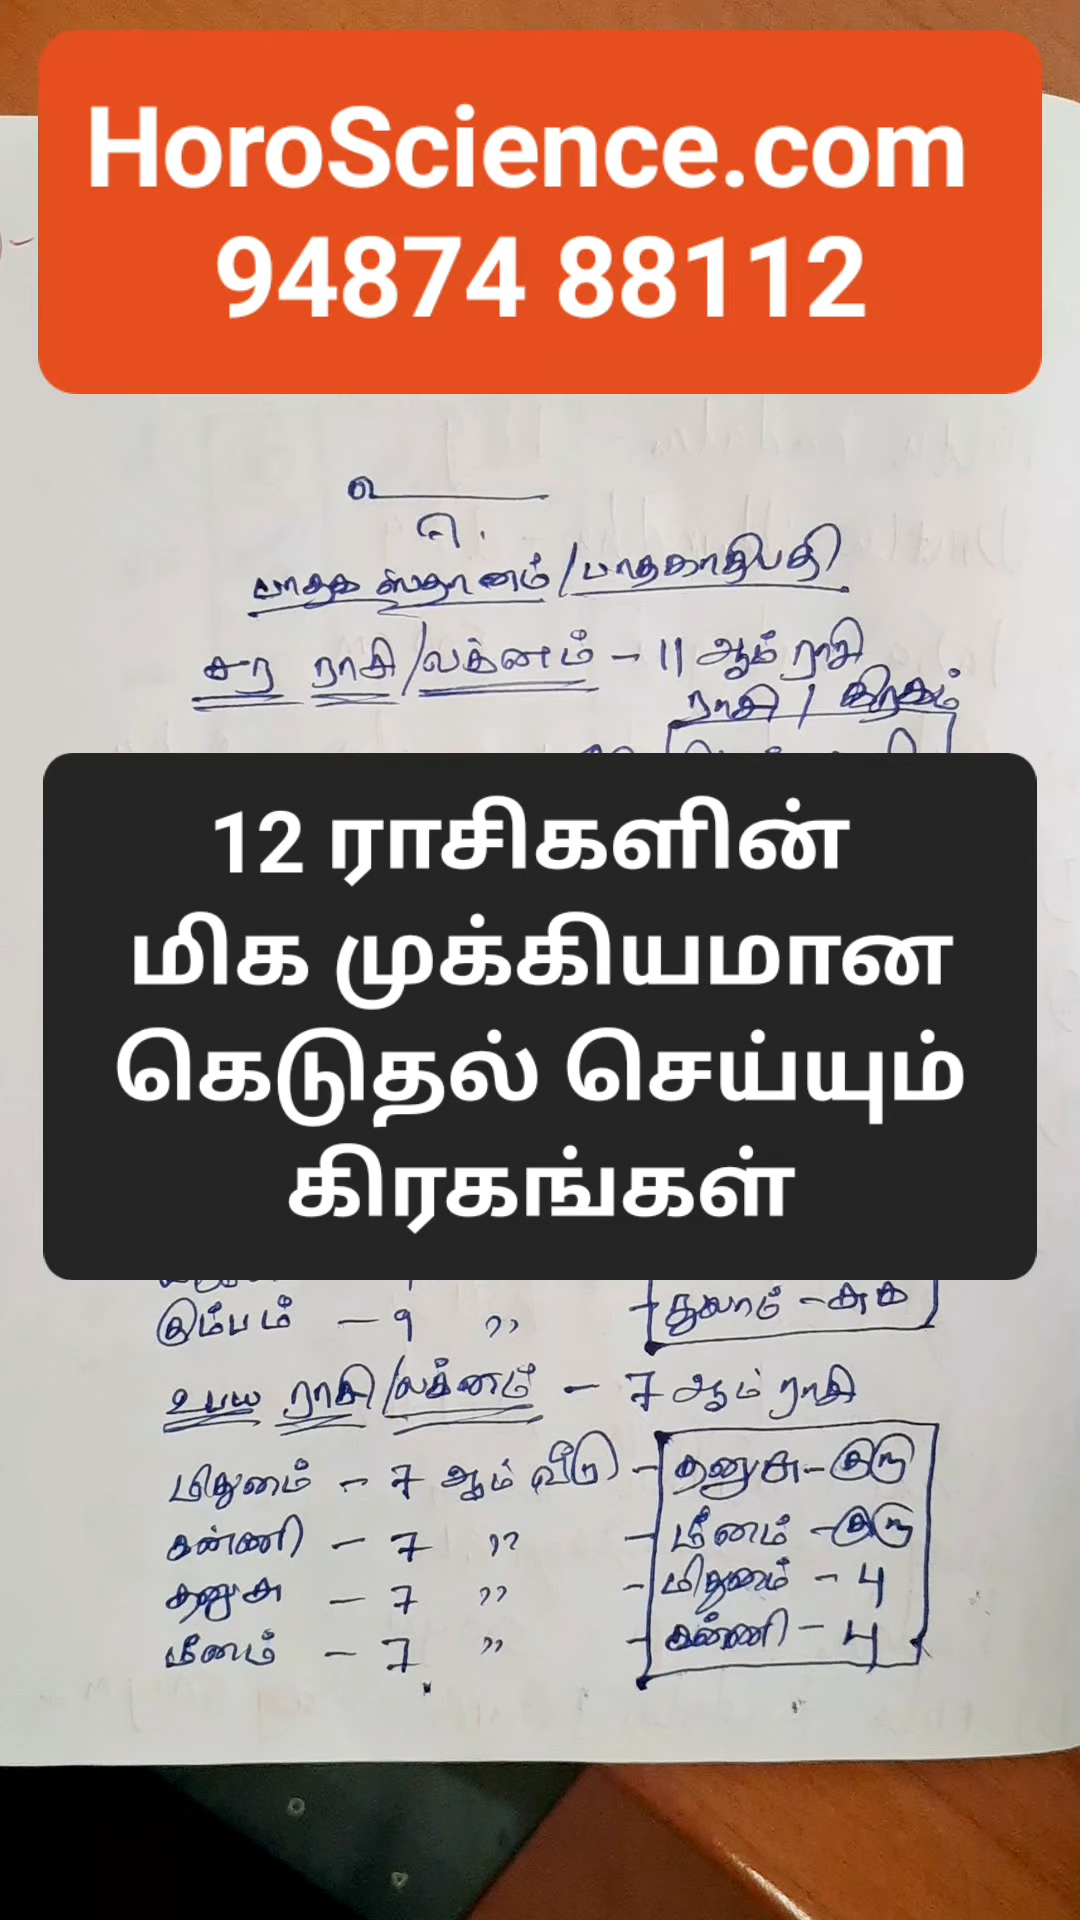 HoroScience.com
94874 88112
உ
பாதக ஸ்தானம்/பாதகாதிபதி
சர ராசி/லக்னம் - 11 ஆம் ராசி
ராசி / கிரகம்
12 ராசிகளின்
மிக முக்கியமான
கெடுதல் செய்யும்
கிரகங்கள்
கும்பம் - 9 " - துலாம் - சுக்
உபய ராசி/லக்னம் - 7 ஆம் ராசி
மிதுனம் - 7 ஆம் வீடு - தனுசு - குரு
கன்னி - 7 " - மீனம் - குரு
தனுசு - 7 " - மிதுனம் - பு
மீனம் - 7 " - கன்னி - பு